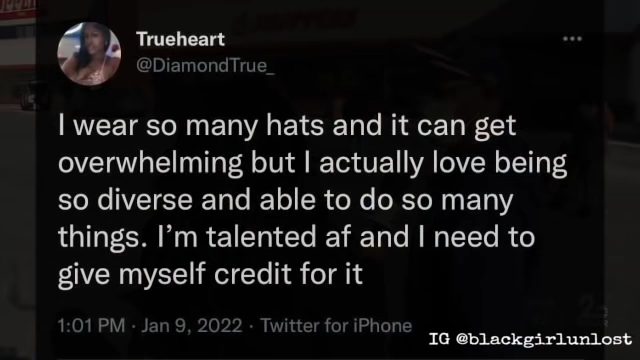 Trueheart
@DiamondTrue_
I wear so many hats and it can get
overwhelming but I actually love being
so diverse and able to do so many
things. I’m talented af and I need to
give myself credit for it
1:01 PM · Jan 9, 2022 · Twitter for iPhone
IG @blackgirlunlost